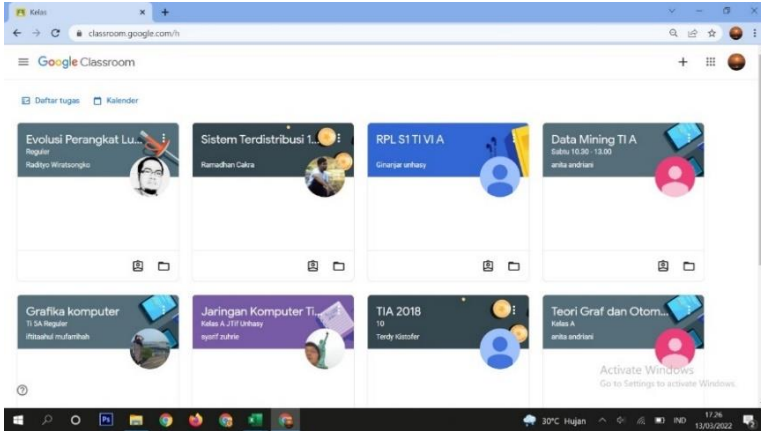 Kelas
classroom.google.com/h
Google Classroom
Daftar tugas Kalender
Evolusi Perangkat Lu...
Reguler
Radityo Wiratsongko
Sistem Terdistribusi 1...
Ramadhan Cakra
RPL S1 TI VI A
Ginanjar unhasy
Data Mining TI A
Sabtu 10.30 - 13.00
anita andriani
Grafika komputer
TI 5A Reguler
iftitaahul mufarrihah
Jaringan Komputer Ti...
Kelas A JTIf Unhasy
syarif zuhrie
TIA 2018
10
Terdy Kistofer
Teori Graf dan Otom...
Kelas A
anita andriani
Activate Windows
Go to Settings to activate Windows.
Ps
30°C Hujan
IND
17.26
13/03/2022